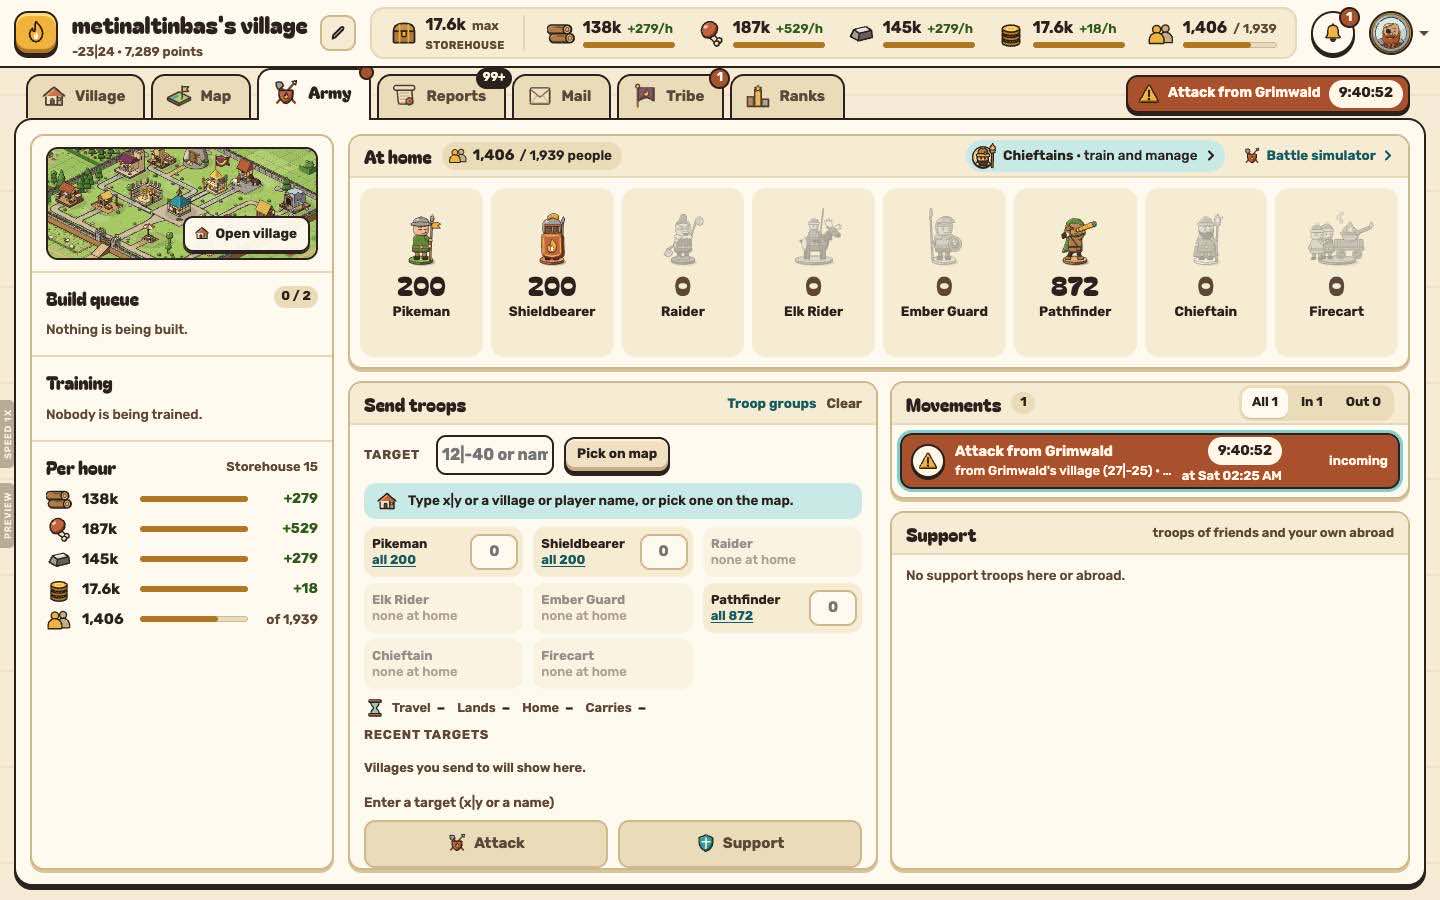 metinaltinbas's village
-23|24 • 7,289 points
17.6k max
STOREHOUSE
138k +279/h
187k +529/h
145k +279/h
17.6k +18/h
1,406 / 1,939
1
Village
Map
Army
Reports
99+
Mail
Tribe
1
Ranks
Attack from Grimwald 9:40:52
SPEED 1X
PREVIEW
Open village
Build queue 0 / 2
Nothing is being built.
Training
Nobody is being trained.
Per hour Storehouse 15
138k +279
187k +529
145k +279
17.6k +18
1,406 of 1,939
At home 1,406 / 1,939 people
Chieftains • train and manage
Battle simulator
200
Pikeman
200
Shieldbearer
0
Raider
0
Elk Rider
0
Ember Guard
872
Pathfinder
0
Chieftain
0
Firecart
Send troops Troop groups Clear
TARGET 12|-40 or nam Pick on map
Type x|y or a village or player name, or pick one on the map.
Pikeman
all 200
0
Shieldbearer
all 200
0
Raider
none at home
Elk Rider
none at home
Ember Guard
none at home
Pathfinder
all 872
0
Chieftain
none at home
Firecart
none at home
Travel – Lands – Home – Carries –
RECENT TARGETS
Villages you send to will show here.
Enter a target (x|y or a name)
Attack
Support
Movements 1
All 1 In 1 Out 0
Attack from Grimwald
from Grimwald's village (27|-25) • ...
9:40:52
at Sat 02:25 AM
incoming
Support troops of friends and your own abroad
No support troops here or abroad.